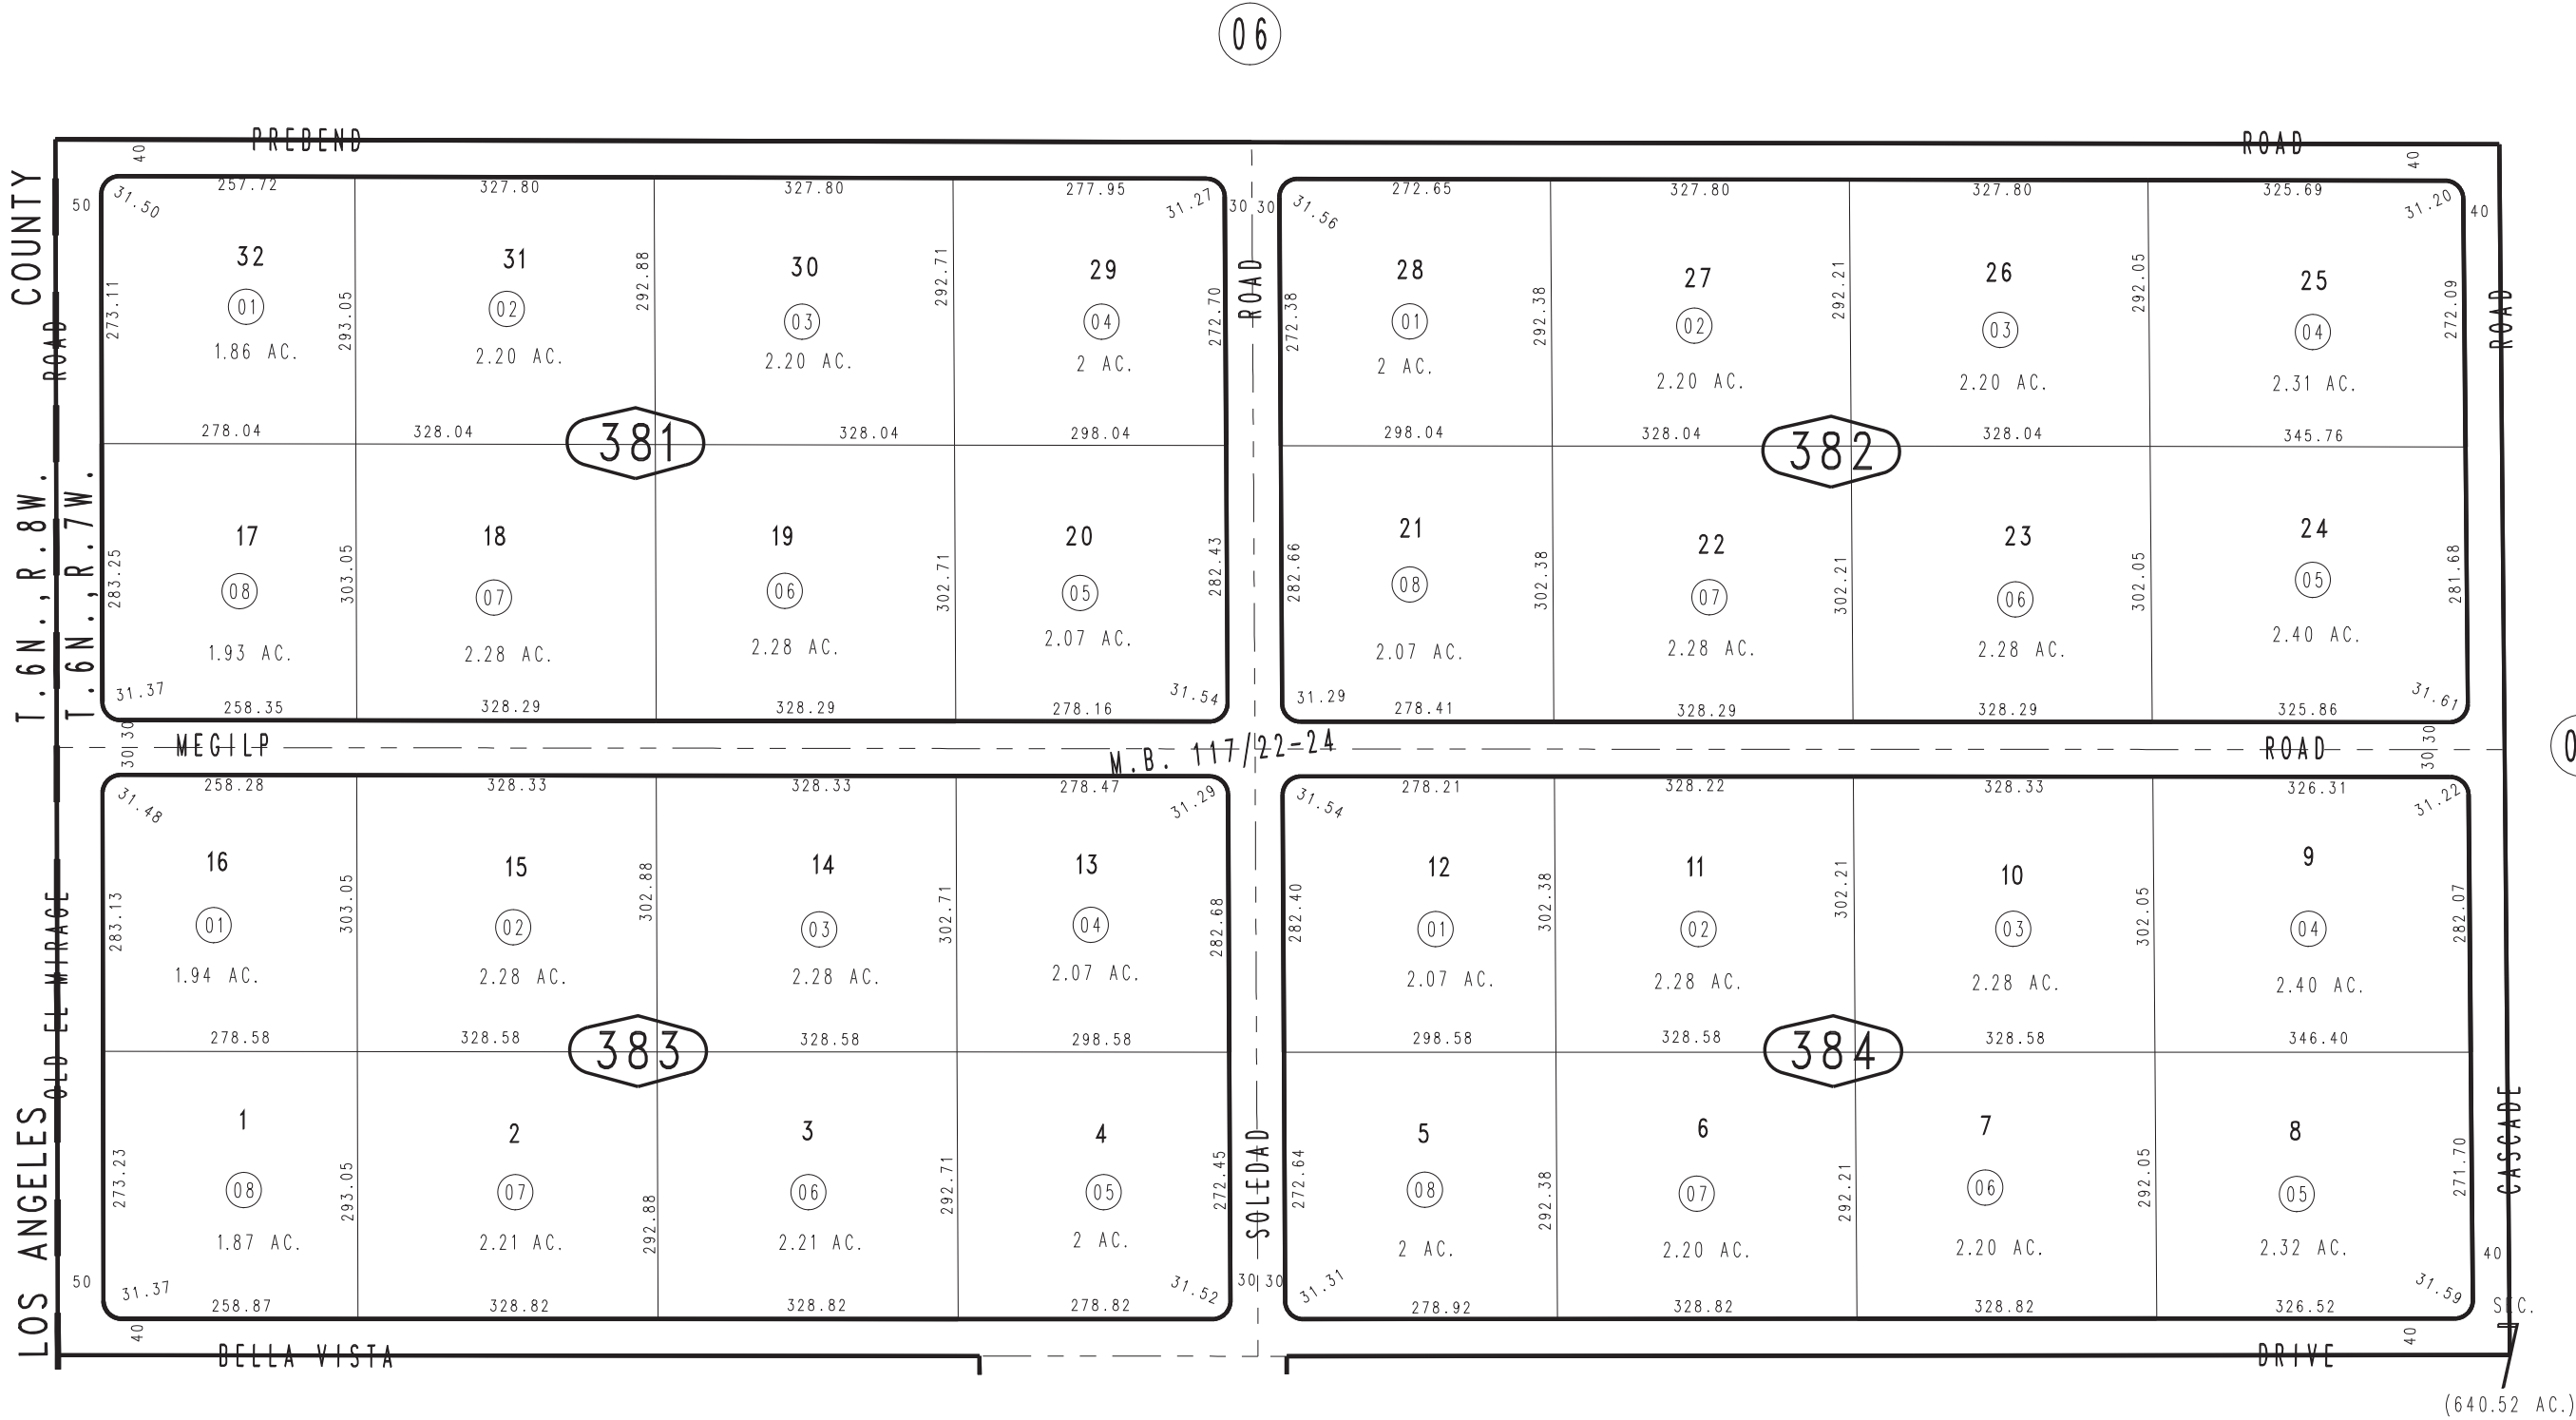 06
PREBEND ROAD
40 40
COUNTY
50 31.50 257.72 327.80 327.80 277.95 31.27 30 30 31.56 272.65 327.80 327.80 325.69 31.20 40
32 31 30 29 28 27 26 25
01 02 03 04 01 02 03 04
273.11 293.05 292.88 292.71 272.70 ROAD 272.38 292.38 292.21 292.05 272.09 ROAD
ROAD
1.86 AC. 2.20 AC. 2.20 AC. 2 AC. 2 AC. 2.20 AC. 2.20 AC. 2.31 AC.
278.04 328.04 328.04 298.04 298.04 328.04 328.04 345.76
381 382
T.6N.,R.8W.
T.6N.,R.7W.
17 18 19 20 21 22 23 24
283.25 303.05 302.71 282.43 282.66 302.38 302.21 302.05 281.68
08 07 06 05 08 07 06 05
1.93 AC. 2.28 AC. 2.28 AC. 2.07 AC. 2.07 AC. 2.28 AC. 2.28 AC. 2.40 AC.
31.37 258.35 328.29 328.29 278.16 31.54 31.29 278.41 328.29 328.29 325.86 31.61
30 30 MEGILP M.B. 117/22-24 ROAD 30 30
31.48 258.28 328.33 328.33 278.47 31.29 31.54 278.21 328.22 328.33 326.31 31.22
16 15 14 13 12 11 10 9
283.13 303.05 302.88 302.71 282.68 282.40 302.38 302.21 302.05 282.07
01 02 03 04 01 02 03 04
1.94 AC. 2.28 AC. 2.28 AC. 2.07 AC. 2.07 AC. 2.28 AC. 2.28 AC. 2.40 AC.
OLD EL MIRAGE
278.58 328.58 328.58 298.58 298.58 328.58 328.58 346.40
383 384
LOS ANGELES
1 2 3 4 5 6 7 8
SOLEDAD CASCADE
273.23 293.05 292.88 292.71 272.45 272.64 292.38 292.21 292.05 271.70
08 07 06 05 08 07 06 05
1.87 AC. 2.21 AC. 2.21 AC. 2 AC. 2 AC. 2.20 AC. 2.20 AC. 2.32 AC.
50 31.37 258.87 328.82 328.82 278.82 31.52 30 30 31.31 278.92 328.82 328.82 326.52 31.59 40
SEC.
40 40
BELLA VISTA DRIVE
(640.52 AC.)